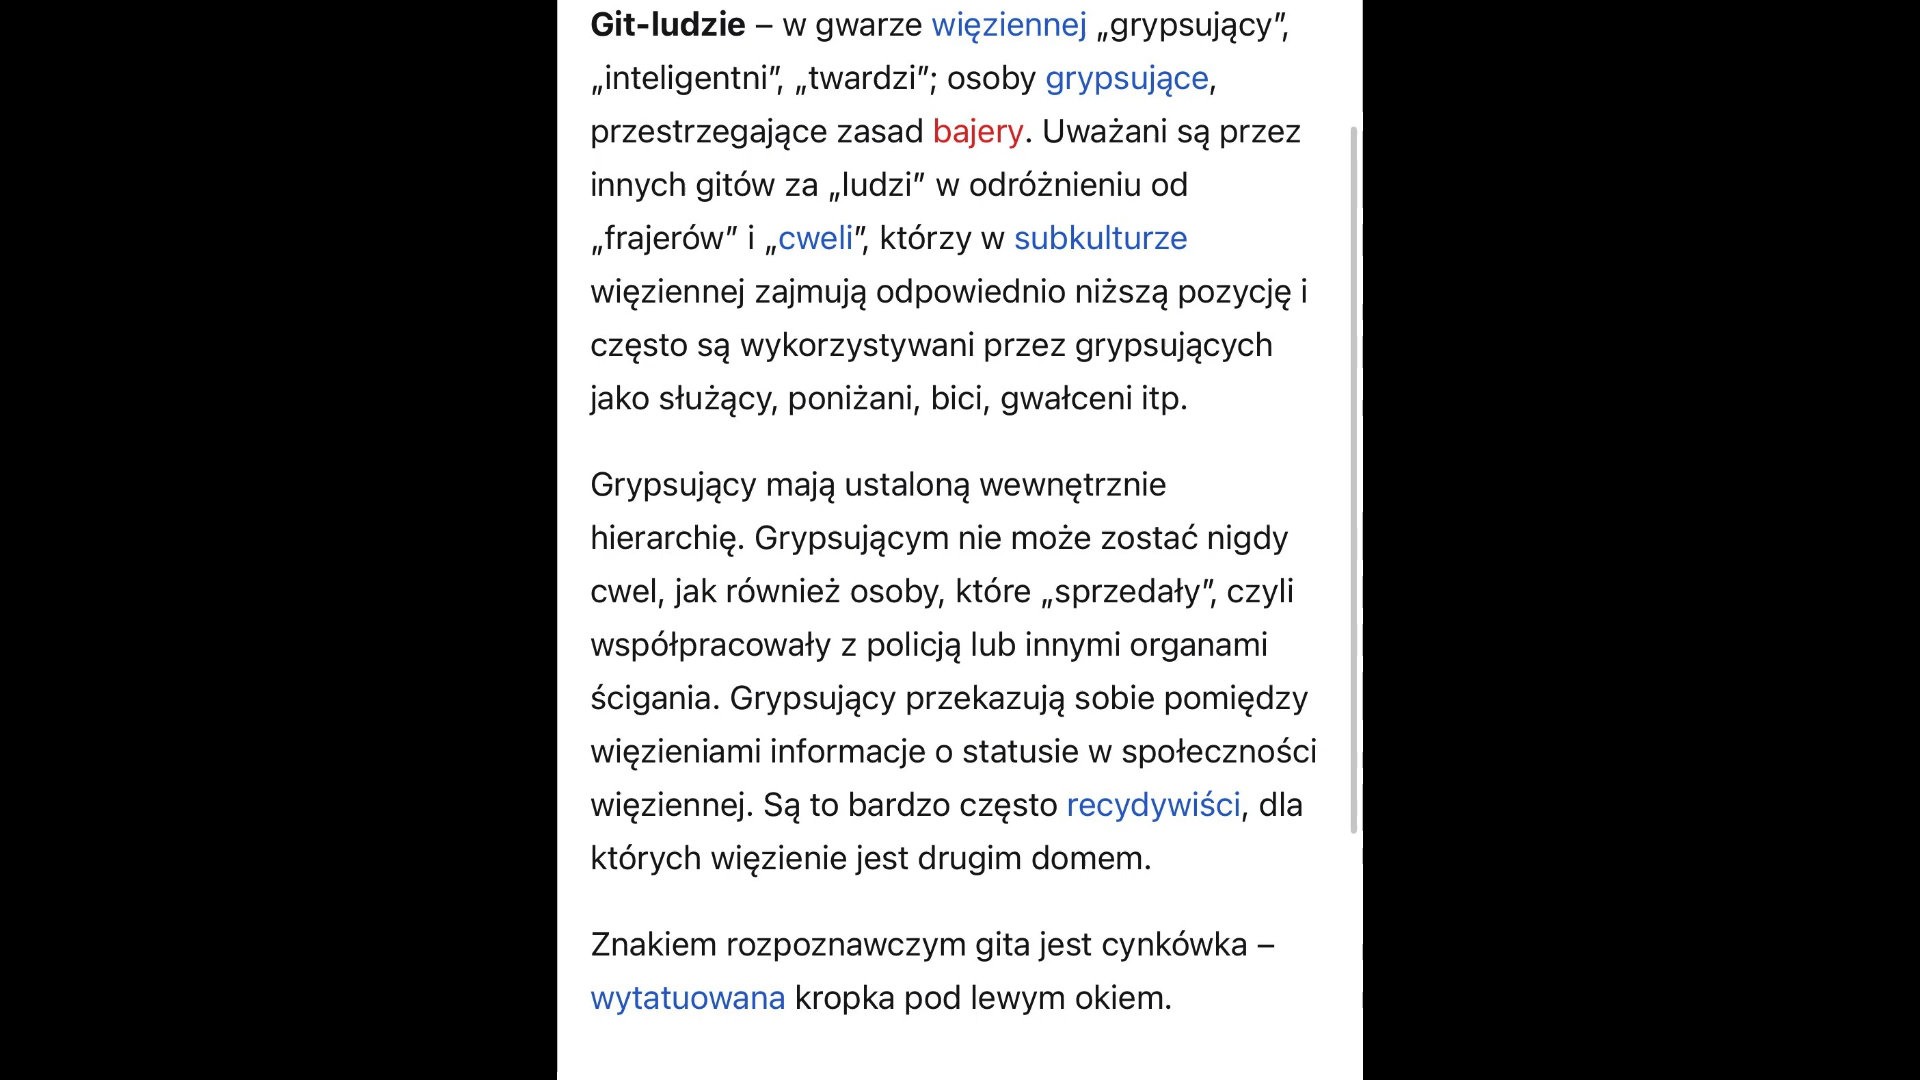 Git-ludzie – w gwarze więziennej „grypsujący”,
„inteligentni”, „twardzi”; osoby grypsujące,
przestrzegające zasad bajery. Uważani są przez
innych gitów za „ludzi” w odróżnieniu od
„frajerów” i „cweli”, którzy w subkulturze
więziennej zajmują odpowiednio niższą pozycję i
często są wykorzystywani przez grypsujących
jako służący, poniżani, bici, gwałceni itp.
Grypsujący mają ustaloną wewnętrznie
hierarchię. Grypsującym nie może zostać nigdy
cwel, jak również osoby, które „sprzedały”, czyli
współpracowały z policją lub innymi organami
ścigania. Grypsujący przekazują sobie pomiędzy
więzieniami informacje o statusie w społeczności
więziennej. Są to bardzo często recydywiści, dla
których więzienie jest drugim domem.
Znakiem rozpoznawczym gita jest cynkówka –
wytatuowana kropka pod lewym okiem.